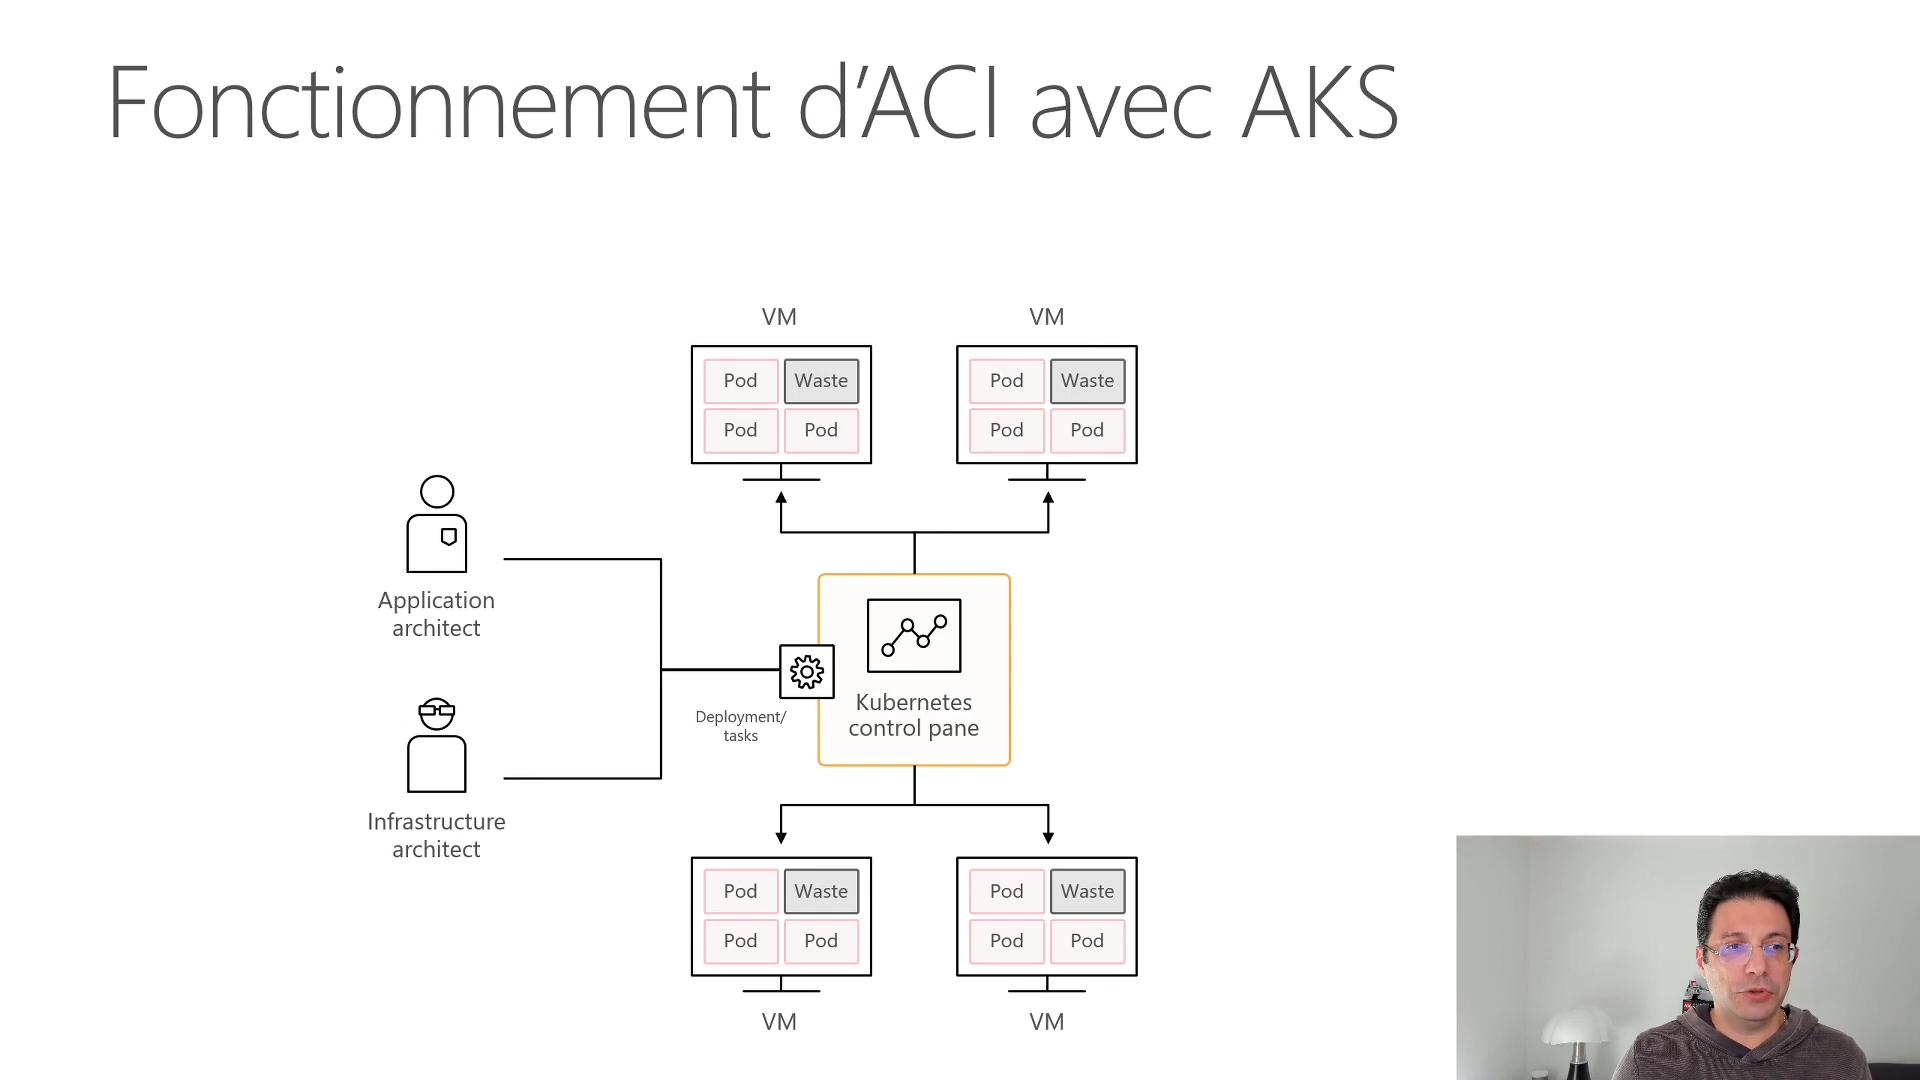 Fonctionnement d’ACI avec AKS
VM
VM
Pod
Waste
Pod
Pod
Pod
Waste
Pod
Pod
Application
architect
Infrastructure
architect
Deployment/
tasks
Kubernetes
control pane
Pod
Waste
Pod
Pod
Pod
Waste
Pod
Pod
VM
VM